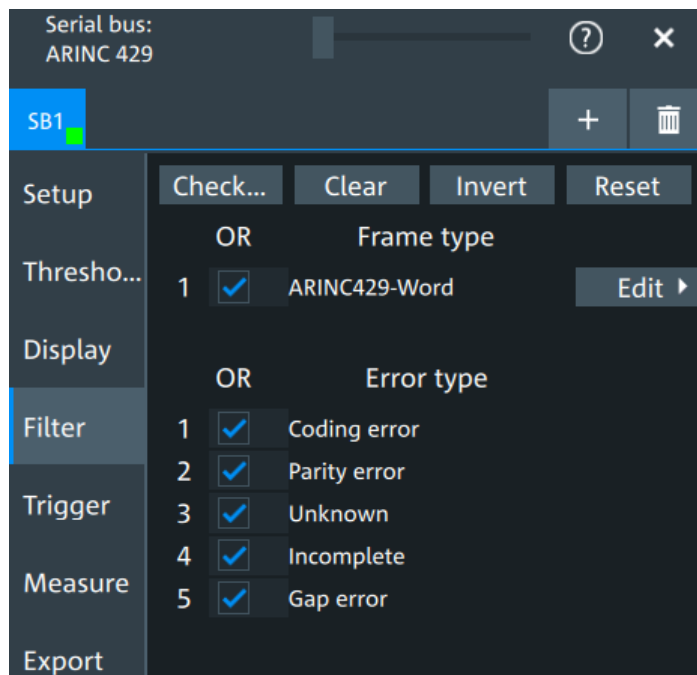 Serial bus:
ARINC 429
SB1
Setup
Thresho...
Display
Filter
Trigger
Measure
Export
Check... Clear Invert Reset
OR Frame type
1 ARINC429-Word Edit
OR Error type
1 Coding error
2 Parity error
3 Unknown
4 Incomplete
5 Gap error